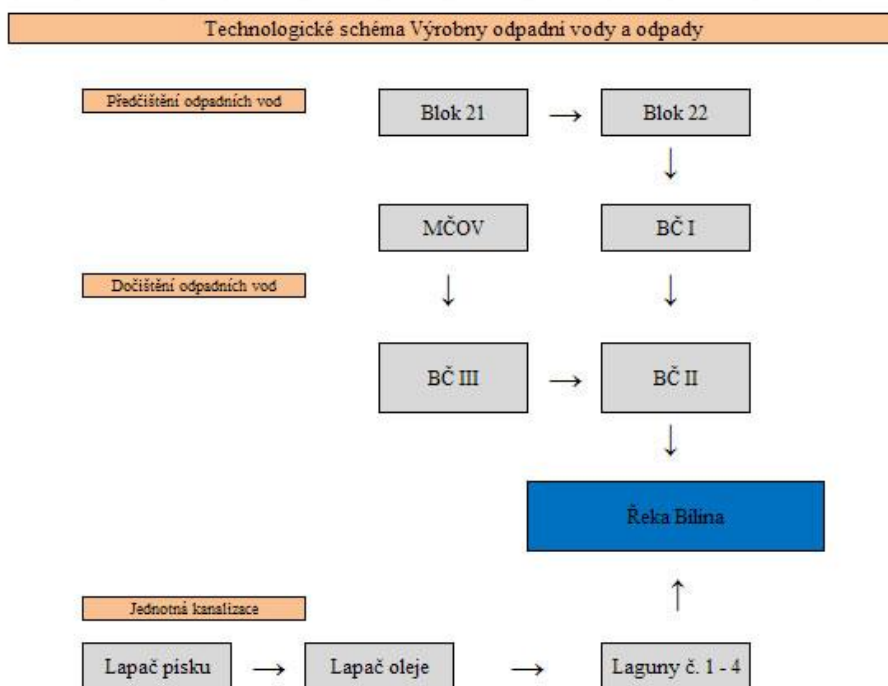 Technologické schéma Výrobny odpadní vody a odpady
Předčištění odpadních vod
Blok 21 → Blok 22
↓
MČOV
BČ I
Dočištění odpadních vod
↓ ↓
BČ III → BČ II
↓
Řeka Bílina
↑
Jednotná kanalizace
Lapač písku → Lapač oleje → Laguny č. 1 - 4